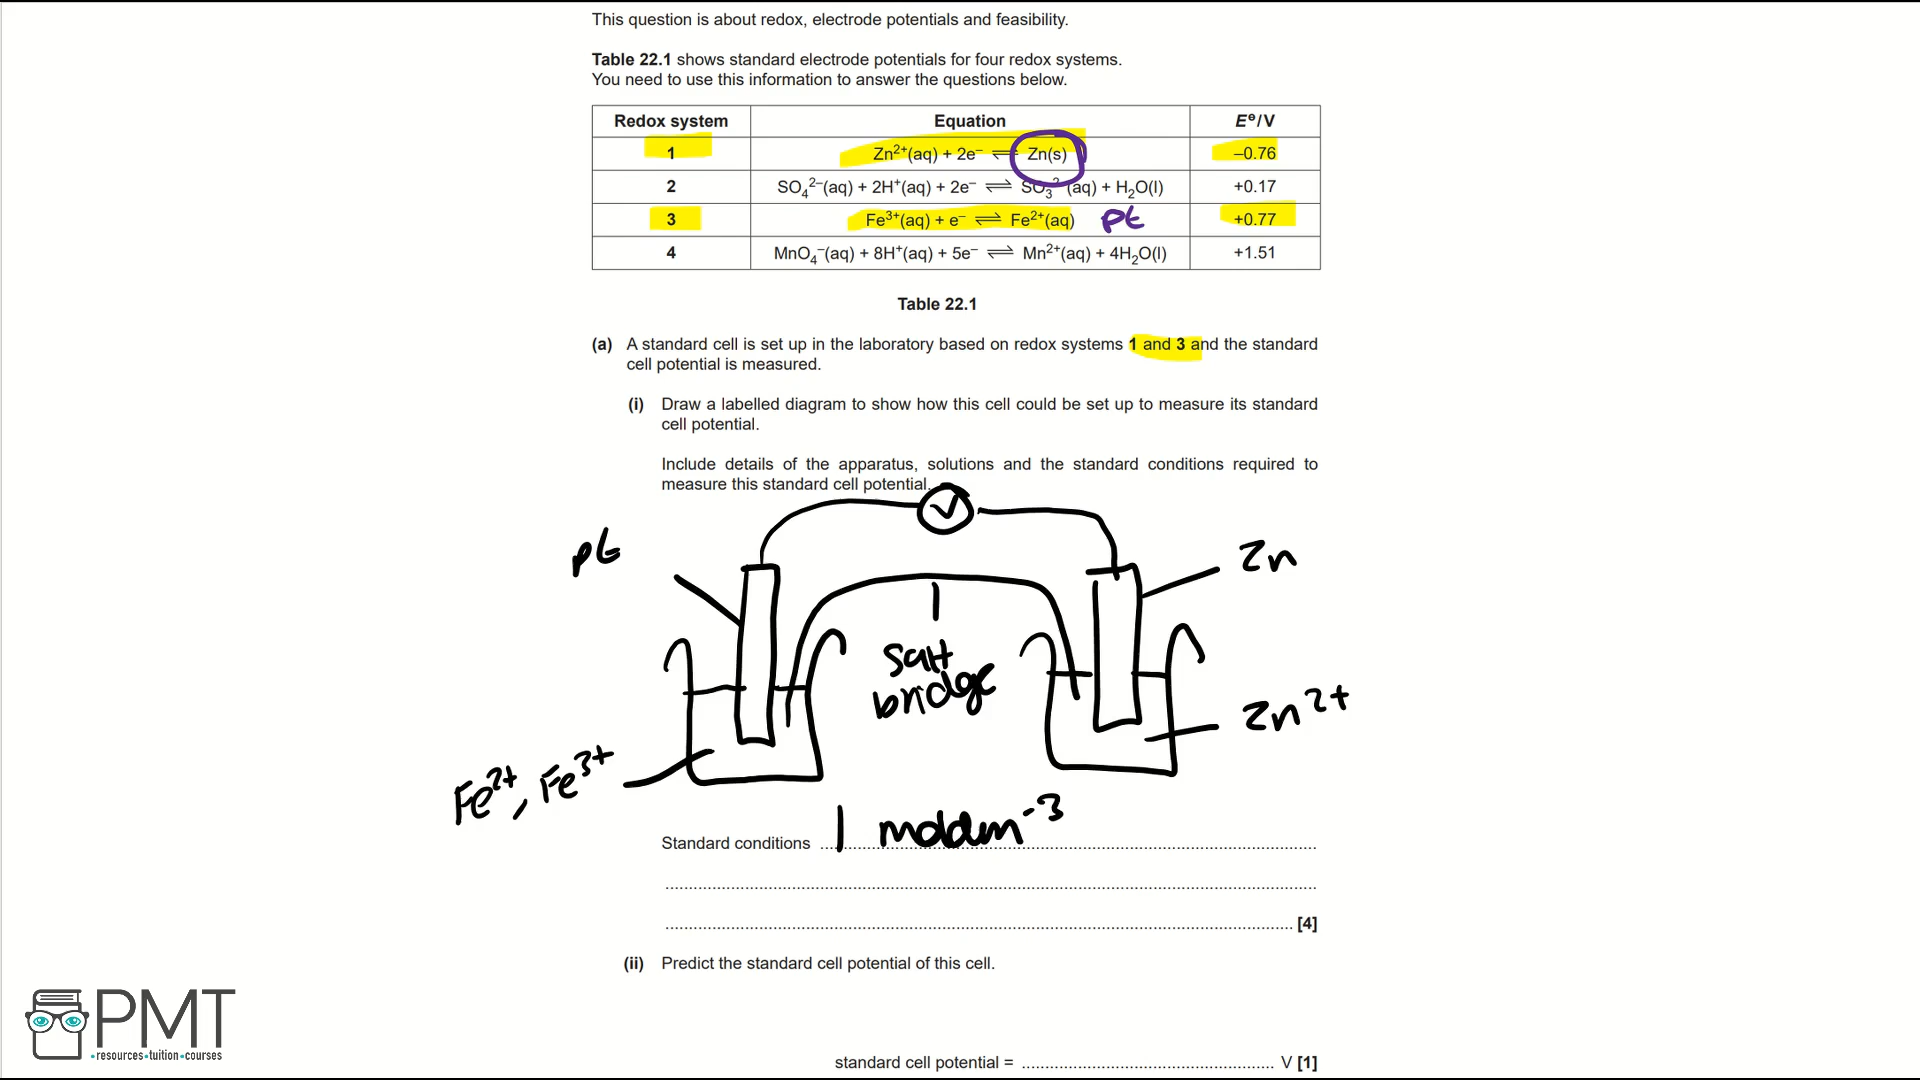 This question is about redox, electrode potentials and feasibility.
Table 22.1 shows standard electrode potentials for four redox systems.
You need to use this information to answer the questions below.
Redox system Equation E⁰/V
1 Zn²⁺(aq) + 2e⁻ ⇌ Zn(s) –0.76
2 SO₄²⁻(aq) + 2H⁺(aq) + 2e⁻ ⇌ SO₃²⁻(aq) + H₂O(l) +0.17
3 Fe³⁺(aq) + e⁻ ⇌ Fe²⁺(aq) Pt +0.77
4 MnO₄⁻(aq) + 8H⁺(aq) + 5e⁻ ⇌ Mn²⁺(aq) + 4H₂O(l) +1.51
Table 22.1
(a) A standard cell is set up in the laboratory based on redox systems 1 and 3 and the standard
cell potential is measured.
(i) Draw a labelled diagram to show how this cell could be set up to measure its standard
cell potential.
Include details of the apparatus, solutions and the standard conditions required to
measure this standard cell potential.
V
Pt
Zn
salt
bridge
Zn²⁺
Fe²⁺, Fe³⁺
Standard conditions 1 moldm⁻³
[4]
(ii) Predict the standard cell potential of this cell.
standard cell potential = V [1]
PMT
resources•tuition•courses